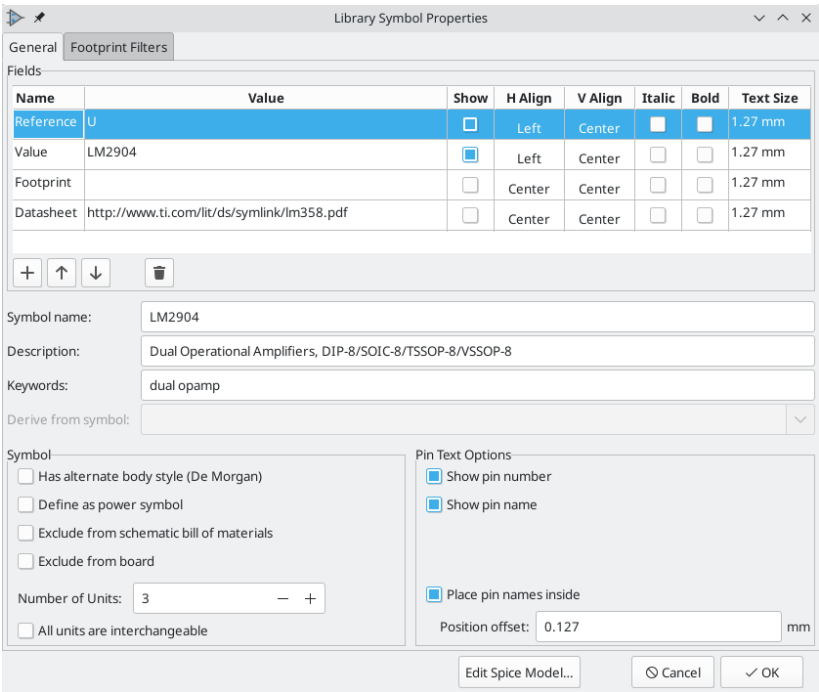 Library Symbol Properties
General Footprint Filters
Fields
Name Value Show H Align V Align Italic Bold Text Size
Reference U Left Center 1.27 mm
Value LM2904 Left Center 1.27 mm
Footprint Center Center 1.27 mm
Datasheet http://www.ti.com/lit/ds/symlink/lm358.pdf Center Center 1.27 mm
Symbol name: LM2904
Description: Dual Operational Amplifiers, DIP-8/SOIC-8/TSSOP-8/VSSOP-8
Keywords: dual opamp
Derive from symbol:
Symbol
Has alternate body style (De Morgan)
Define as power symbol
Exclude from schematic bill of materials
Exclude from board
Number of Units: 3
All units are interchangeable
Pin Text Options
Show pin number
Show pin name
Place pin names inside
Position offset: 0.127 mm
Edit Spice Model... Cancel OK